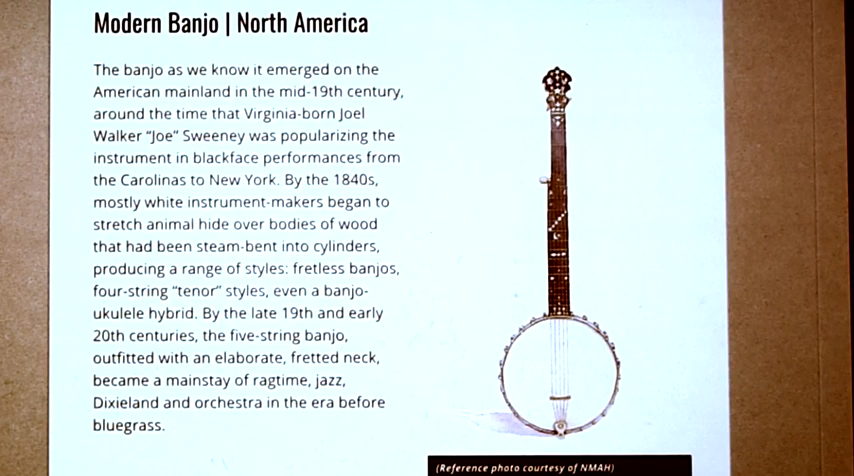 Modern Banjo | North America
The banjo as we know it emerged on the
American mainland in the mid-19th century,
around the time that Virginia-born Joel
Walker “Joe” Sweeney was popularizing the
instrument in blackface performances from
the Carolinas to New York. By the 1840s,
mostly white instrument-makers began to
stretch animal hide over bodies of wood
that had been steam-bent into cylinders,
producing a range of styles: fretless banjos,
four-string “tenor” styles, even a banjo-
ukulele hybrid. By the late 19th and early
20th centuries, the five-string banjo,
outfitted with an elaborate, fretted neck,
became a mainstay of ragtime, jazz,
Dixieland and orchestra in the era before
bluegrass.
(Reference photo courtesy of NMAH)